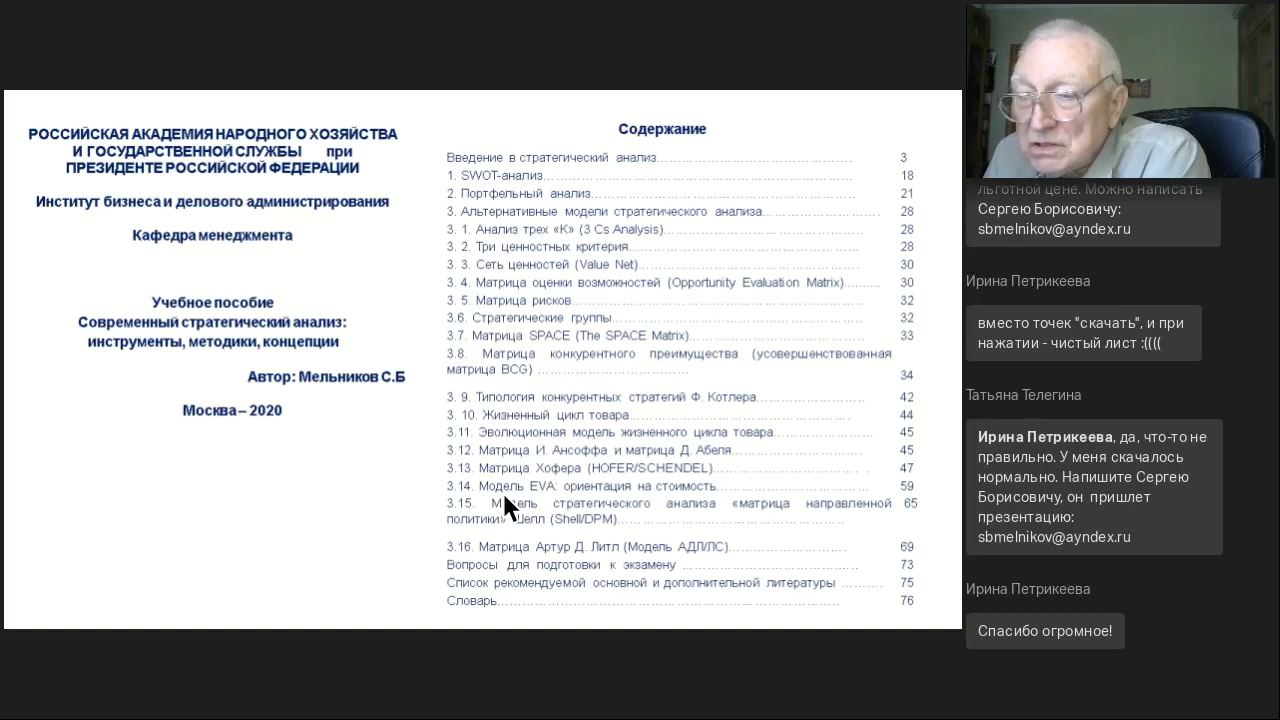 РОССИЙСКАЯ АКАДЕМИЯ НАРОДНОГО ХОЗЯЙСТВА
И ГОСУДАРСТВЕННОЙ СЛУЖБЫ при
ПРЕЗИДЕНТЕ РОССИЙСКОЙ ФЕДЕРАЦИИ
Институт бизнеса и делового администрирования
Кафедра менеджмента
Учебное пособие
Современный стратегический анализ:
инструменты, методики, концепции
Автор: Мельников С.Б
Москва – 2020
Содержание
Введение в стратегический анализ……………………………….. 3
1. SWOT-анализ……………………………………………………… 18
2. Портфельный анализ……………………………………………… 21
3. Альтернативные модели стратегического анализа…………………… 28
3. 1. Анализ трех «К» (3 Cs Analysis)………………………………… 28
3. 2. Три ценностных критерия……………………………………… 28
3. 3. Сеть ценностей (Value Net)……………………………………. 30
3. 4. Матрица оценки возможностей (Opportunity Evaluation Matrix)………. 30
3. 5. Матрица рисков………………………………………………… 32
3.6. Стратегические группы………………………………………… 32
3.7. Матрица SPACE (The SPACE Matrix)……………………………… 33
3.8. Матрица конкурентного преимущества (усовершенствованная
матрица BCG) ………………………… 34
3. 9. Типология конкурентных стратегий Ф. Котлера………………….. 42
3. 10. Жизненный цикл товара…………………………………… 44
3.11. Эволюционная модель жизненного цикла товара……………… 45
3.12. Матрица И. Ансоффа и матрица Д. Абеля…………………… 45
3.13. Матрица Хофера (HOFER/SCHENDEL)……………………. . 47
3.14. Модель EVA: ориентация на стоимость……………………… 59
3.15. Модель стратегического анализа «матрица направленной 65
политики» Шелл (Shell/DPM)……………………………………
3.16. Матрица Артур Д. Литл (Модель АДЛ/ЛС)………………… 69
Вопросы для подготовки к экзамену …………………………….. 73
Список рекомендуемой основной и дополнительной литературы ………. 75
Словарь…………………………………………………………….. 76
льготной цене. Можно написать
Сергею Борисовичу:
sbmelnikov@ayndex.ru
Ирина Петрикеева
вместо точек "скачать", и при
нажатии - чистый лист :((((
Татьяна Телегина
Ирина Петрикеева, да, что-то не
правильно. У меня скачалось
нормально. Напишите Сергею
Борисовичу, он пришлет
презентацию:
sbmelnikov@ayndex.ru
Ирина Петрикеева
Спасибо огромное!